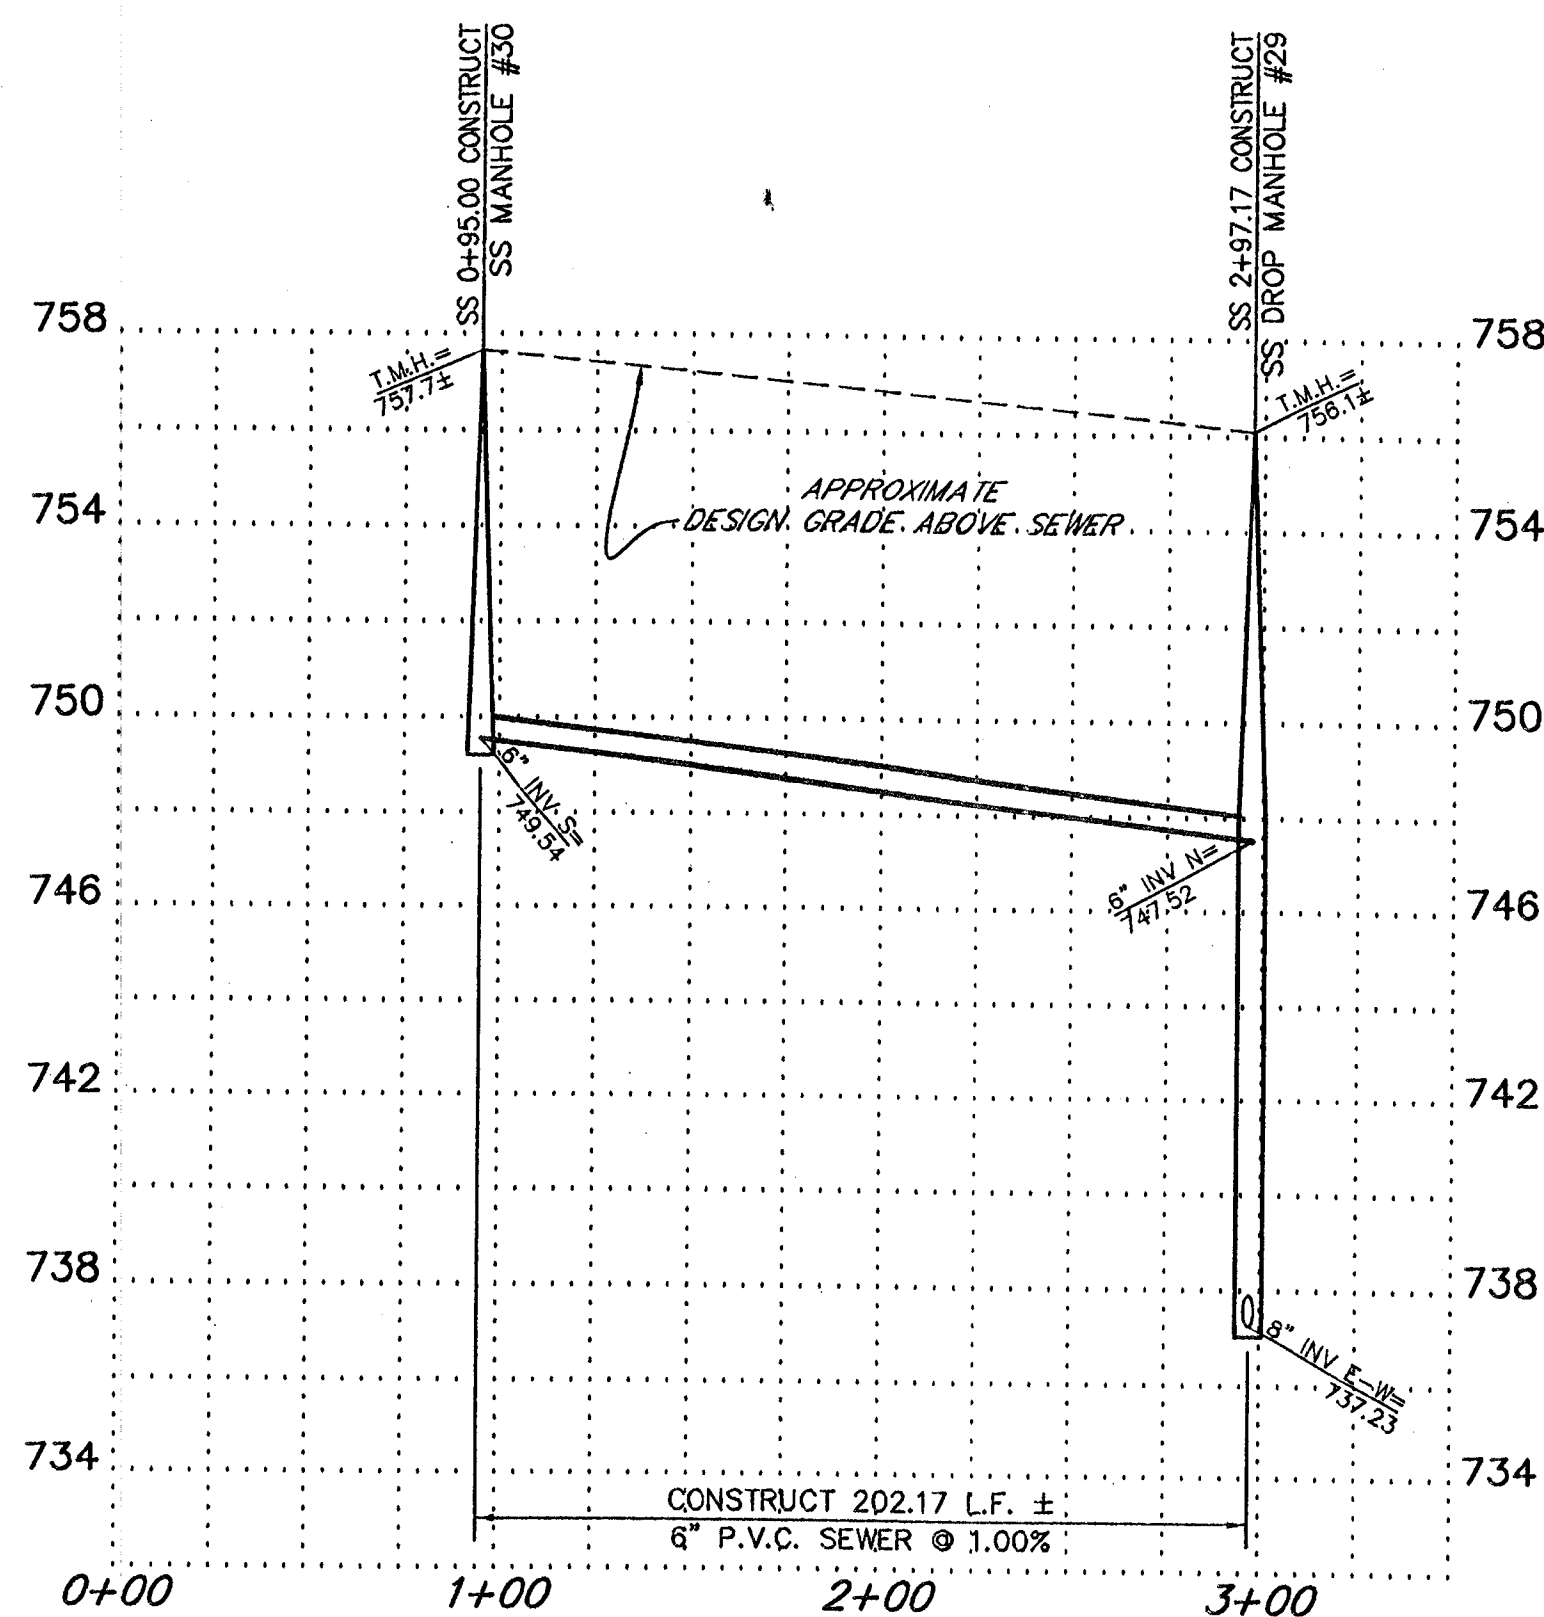 SS 0+95.00 CONSTRUCT
SS MANHOLE #30
SS 2+97.17 CONSTRUCT
SS DROP MANHOLE #29
758
758
T.M.H.=
757.7±
T.M.H.=
756.1±
APPROXIMATE
DESIGN GRADE ABOVE SEWER
754
754
750
750
6" INV S=
749.54
6" INV N=
747.52
746
746
742
742
738
738
8" INV E-W=
737.23
734
734
CONSTRUCT 202.17 L.F. ±
6" P.V.C. SEWER @ 1.00%
0+00
1+00
2+00
3+00